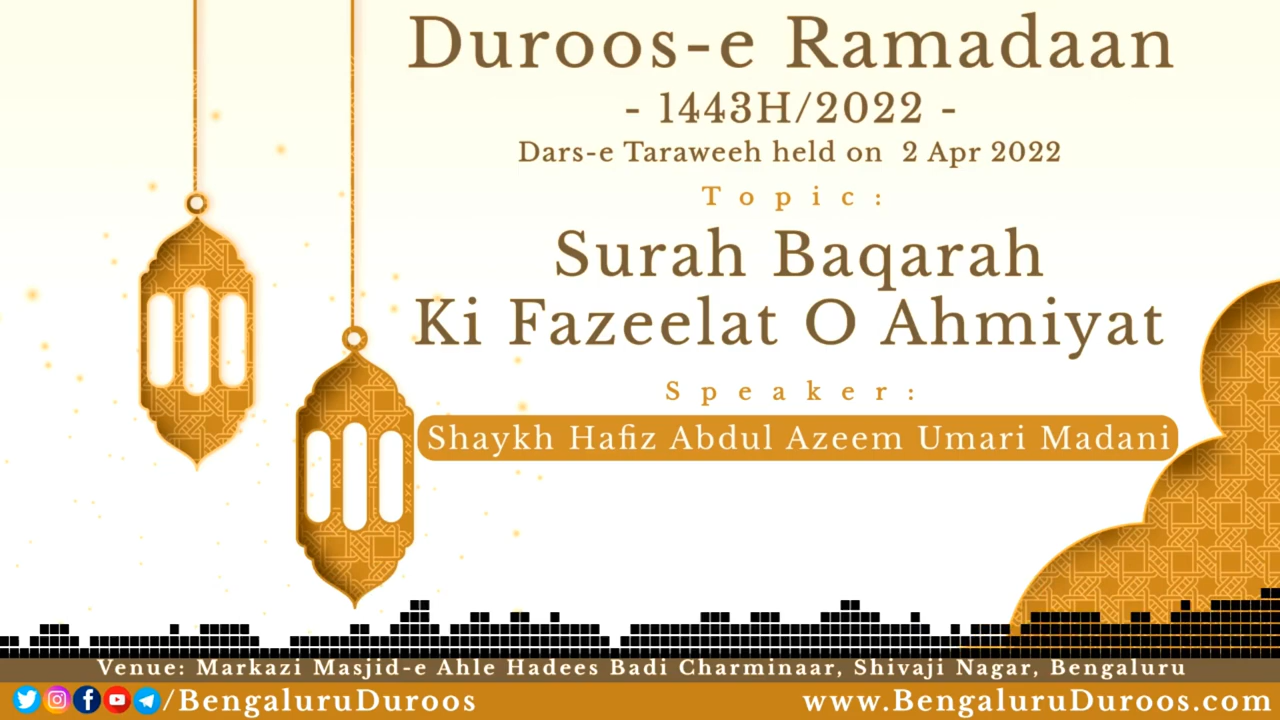 Duroos-e Ramadaan
- 1443H/2022 -
Dars-e Taraweeh held on 2 Apr 2022
Topic:
Surah Baqarah
Ki Fazeelat O Ahmiyat
Speaker:
Shaykh Hafiz Abdul Azeem Umari Madani
Venue: Markazi Masjid-e Ahle Hadees Badi Charminaar, Shivaji Nagar, Bengaluru
/BengaluruDuroos
www.BengaluruDuroos.com